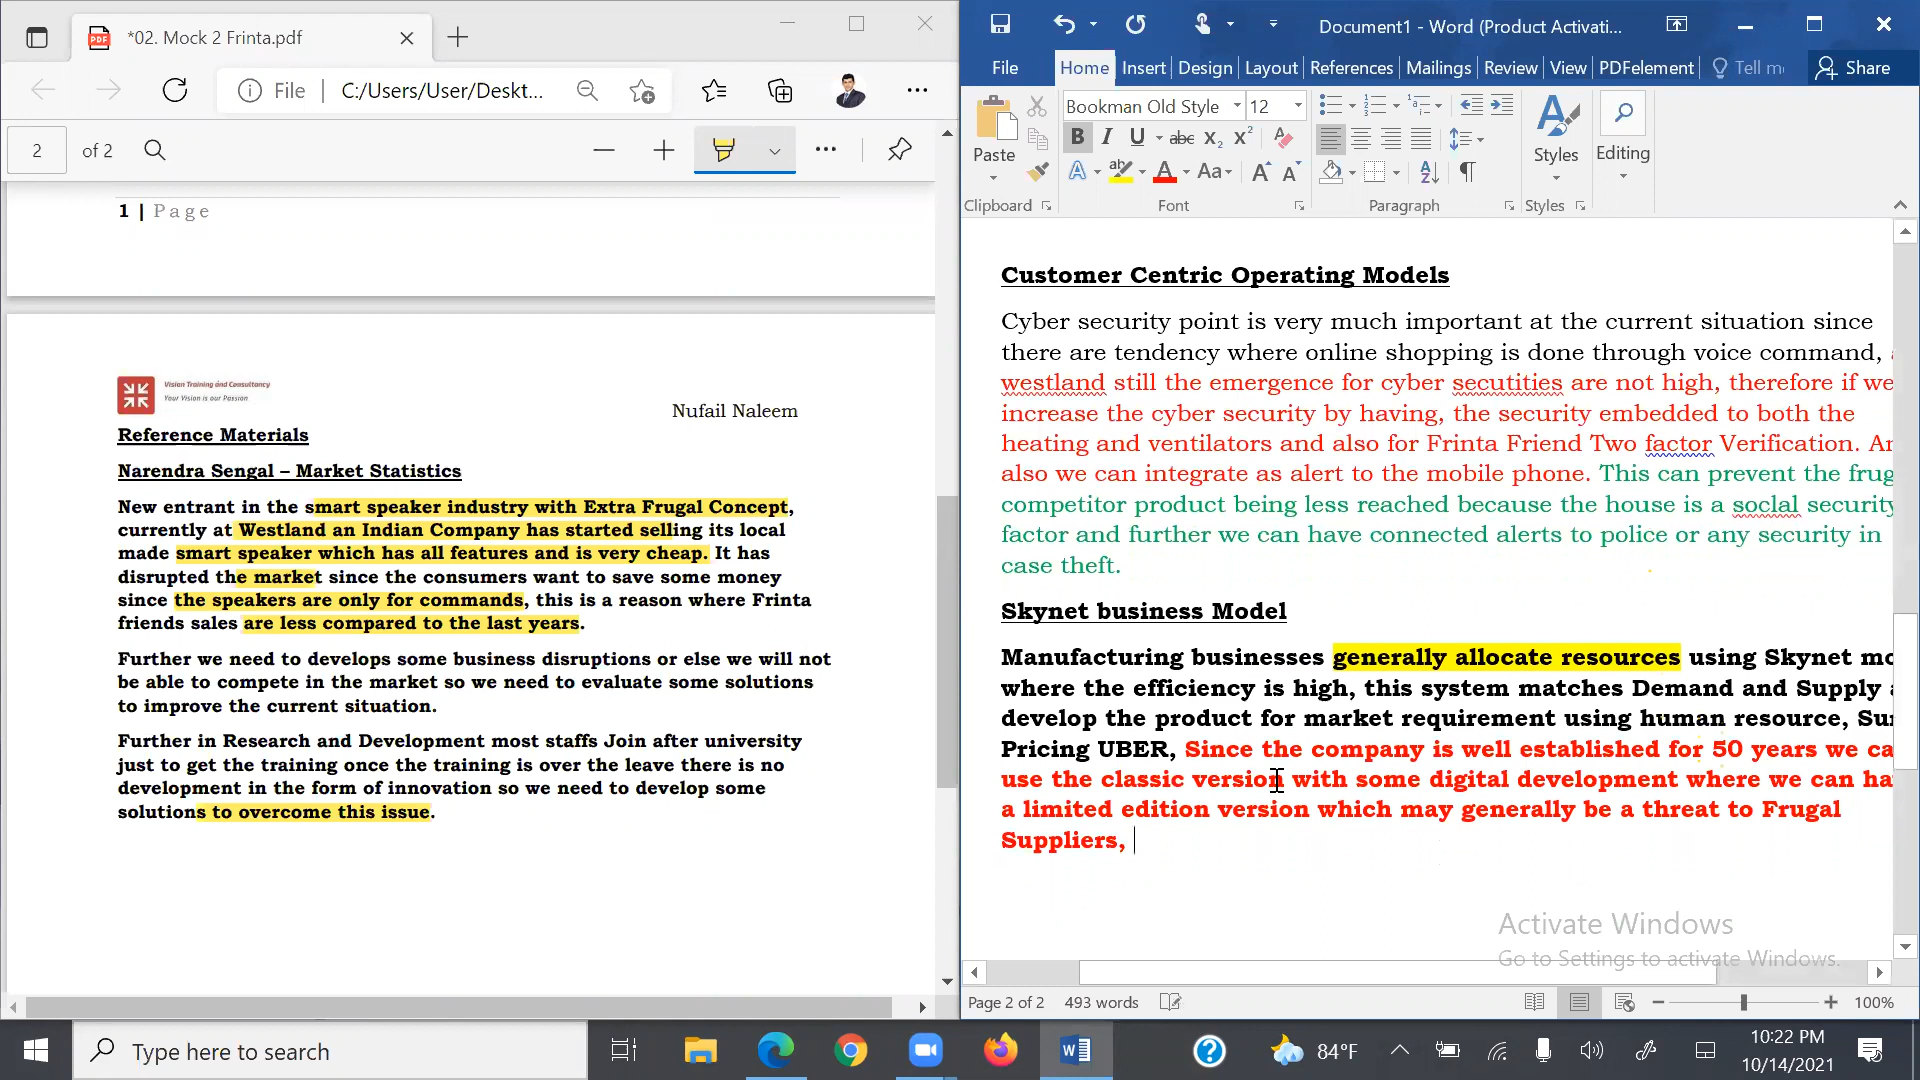 *02. Mock 2 Frinta.pdf
File
C:/Users/User/Deskt...
2
of 2
1 | Page
Vision Training and Consultancy
Your Vision is our Passion
Nufail Naleem
Reference Materials
Narendra Sengal – Market Statistics
New entrant in the smart speaker industry with Extra Frugal Concept,
currently at Westland an Indian Company has started selling its local
made smart speaker which has all features and is very cheap. It has
disrupted the market since the consumers want to save some money
since the speakers are only for commands, this is a reason where Frinta
friends sales are less compared to the last years.
Further we need to develops some business disruptions or else we will not
be able to compete in the market so we need to evaluate some solutions
to improve the current situation.
Further in Research and Development most staffs Join after university
just to get the training once the training is over the leave there is no
development in the form of innovation so we need to develop some
solutions to overcome this issue.
Document1 - Word (Product Activati...
File
Home
Insert
Design
Layout
References
Mailings
Review
View
PDFelement
Tell m
Share
Paste
Bookman Old Style
12
Styles
Editing
Clipboard
Font
Paragraph
Styles
Customer Centric Operating Models
Cyber security point is very much important at the current situation since
there are tendency where online shopping is done through voice command,
westland still the emergence for cyber secutities are not high, therefore if we
increase the cyber security by having, the security embedded to both the
heating and ventilators and also for Frinta Friend Two factor Verification. An
also we can integrate as alert to the mobile phone. This can prevent the frug
competitor product being less reached because the house is a soclal security
factor and further we can have connected alerts to police or any security in
case theft.
Skynet business Model
Manufacturing businesses generally allocate resources using Skynet mo
where the efficiency is high, this system matches Demand and Supply a
develop the product for market requirement using human resource, Sur
Pricing UBER, Since the company is well established for 50 years we ca
use the classic version with some digital development where we can ha
a limited edition version which may generally be a threat to Frugal
Suppliers,
Activate Windows
Go to Settings to activate Windows.
Page 2 of 2
493 words
100%
Type here to search
84°F
10:22 PM
10/14/2021